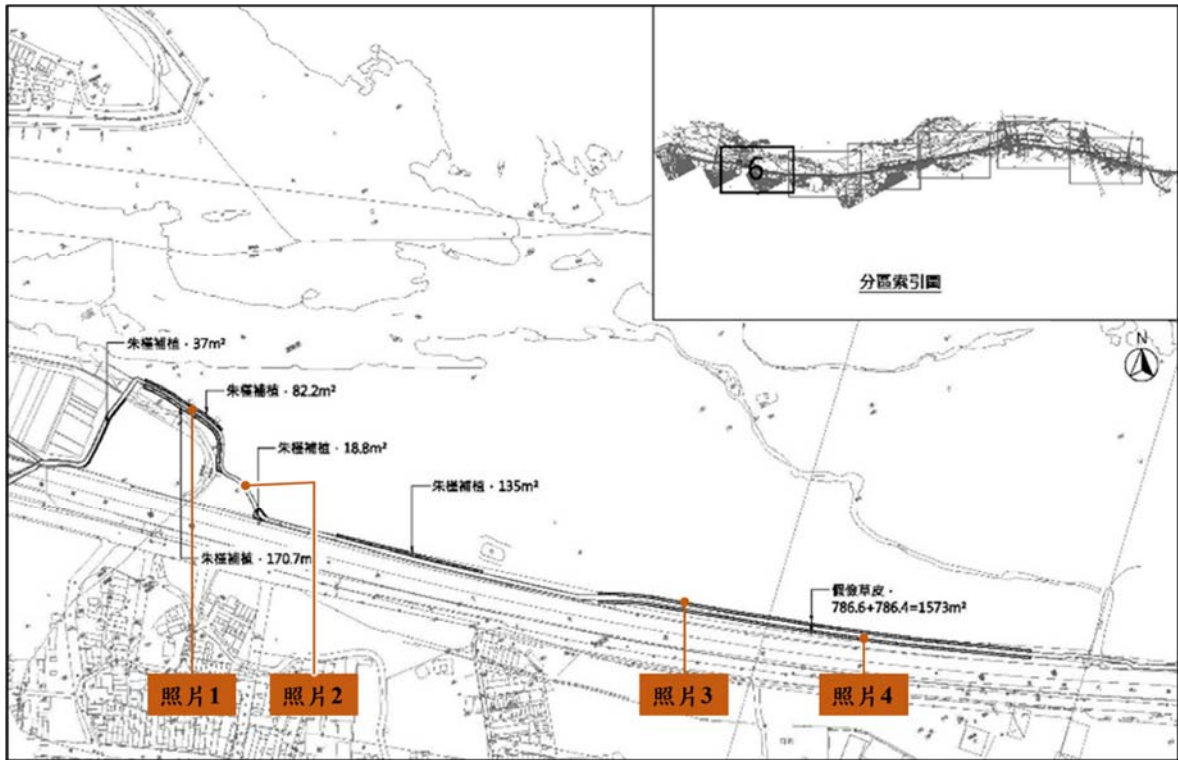 6
分區索引圖
N
朱槿補植，37m²
朱槿補植，82.2m²
朱槿補植，18.8m²
朱槿補植，135m²
朱槿補植，170.7m
假儉草皮，
786.6+786.4=1573m²
照片1
照片2
照片3
照片4